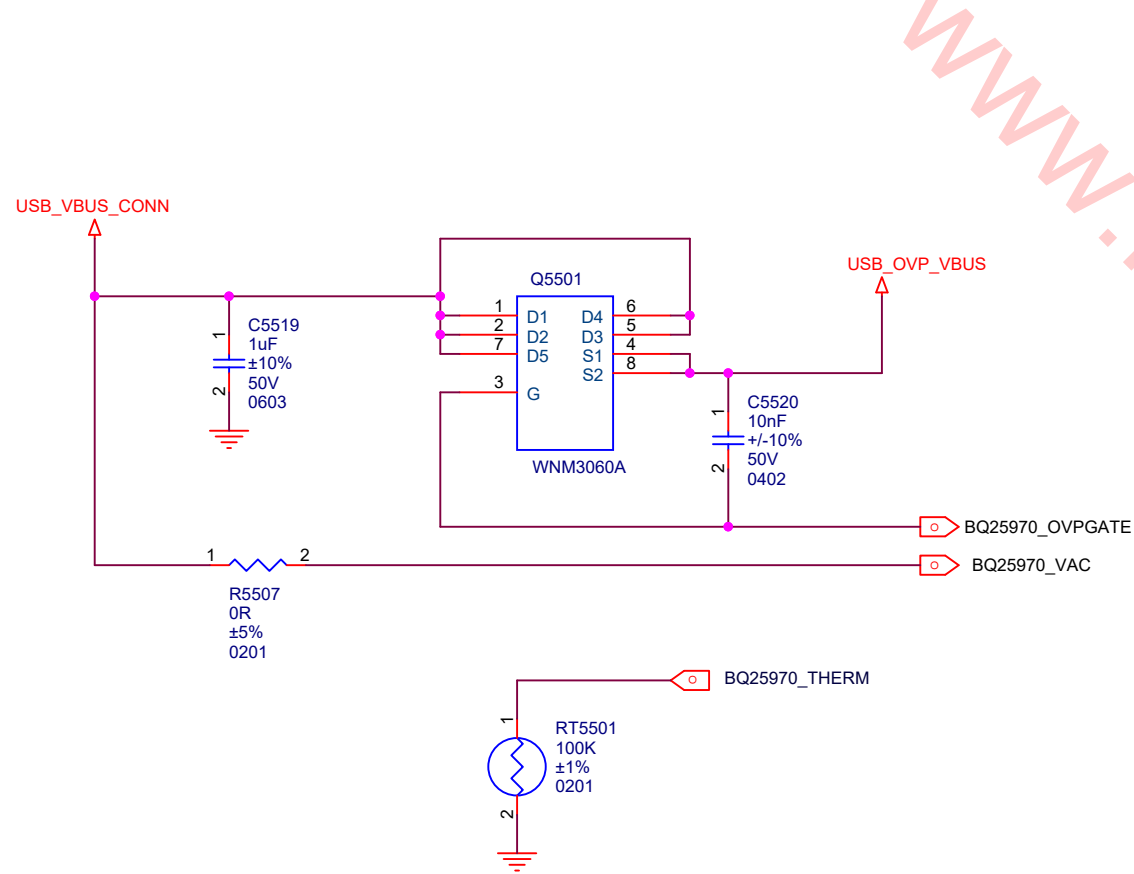 www.
USB_VBUS_CONN
USB_OVP_VBUS
Q5501
1
D1
D4
6
2
D2
D3
5
7
D5
S1
4
S2
8
3
G
WNM3060A
1
2
C5519
1uF
±10%
50V
0603
1
2
C5520
10nF
+/-10%
50V
0402
BQ25970_OVPGATE
1
2
BQ25970_VAC
R5507
0R
±5%
0201
BQ25970_THERM
1
RT5501
100K
±1%
0201
2